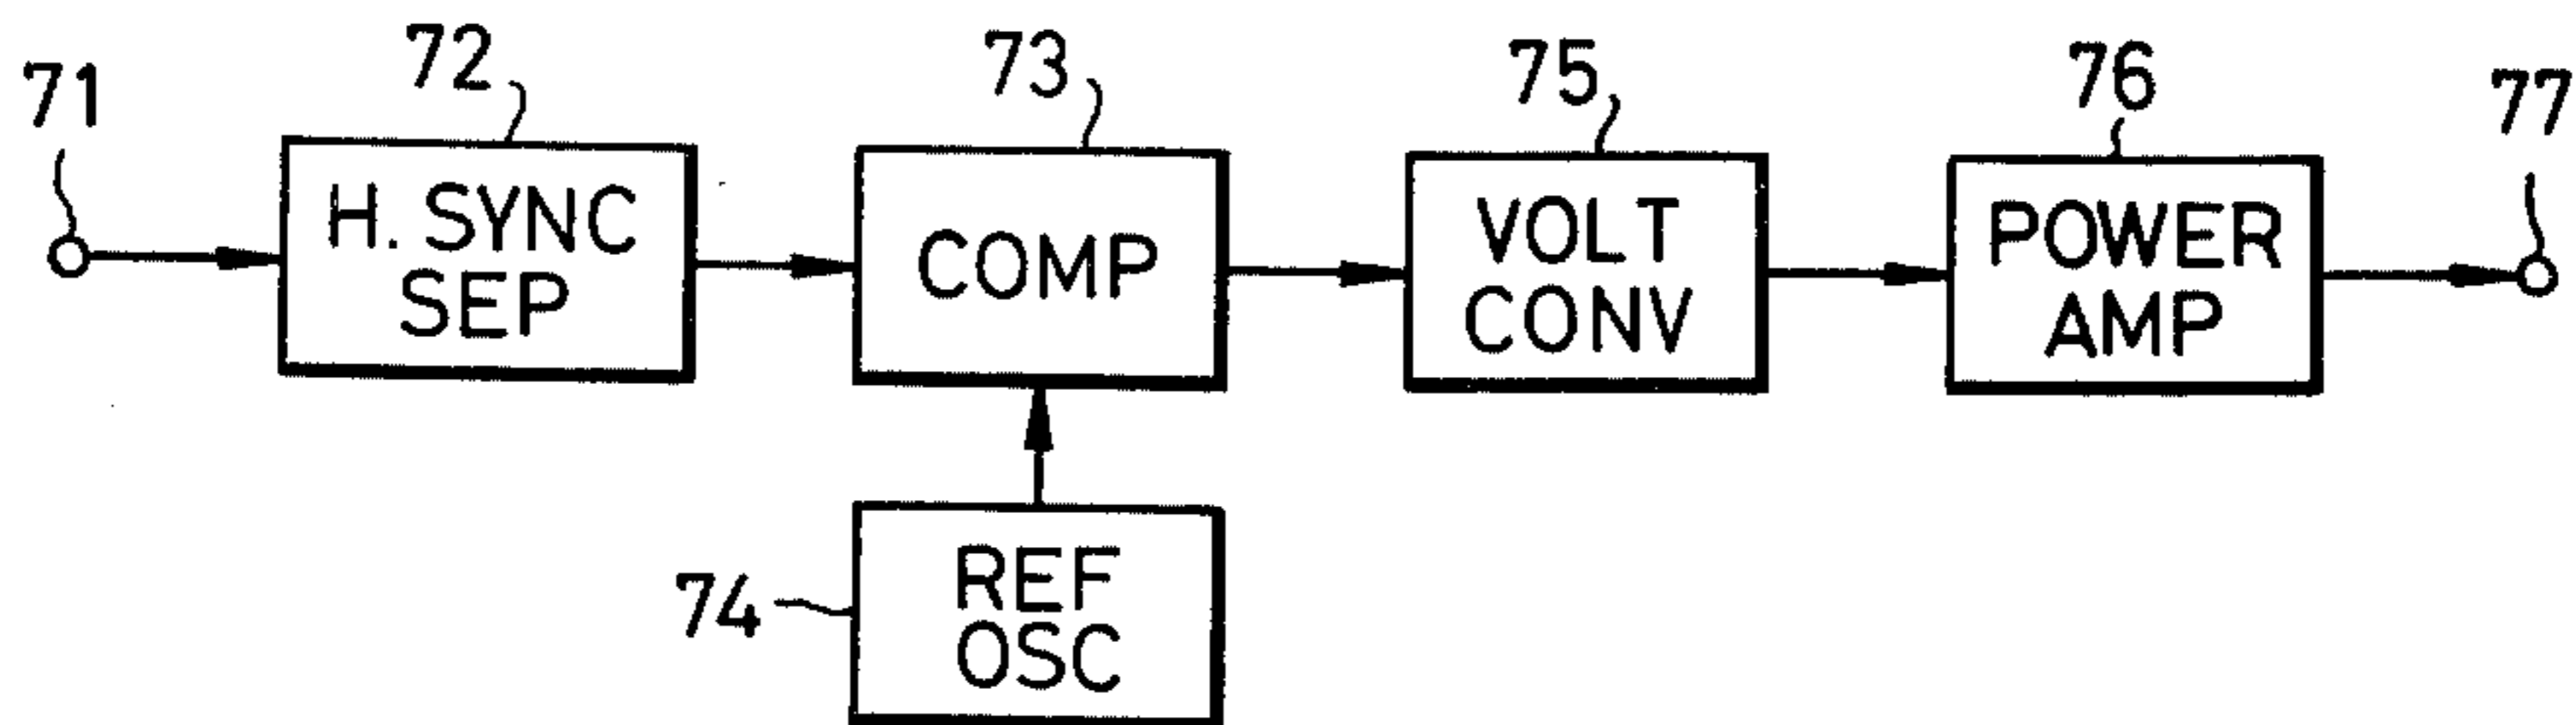 71
72
73
75
76
77
H. SYNC
SEP
COMP
VOLT
CONV
POWER
AMP
74
REF
OSC